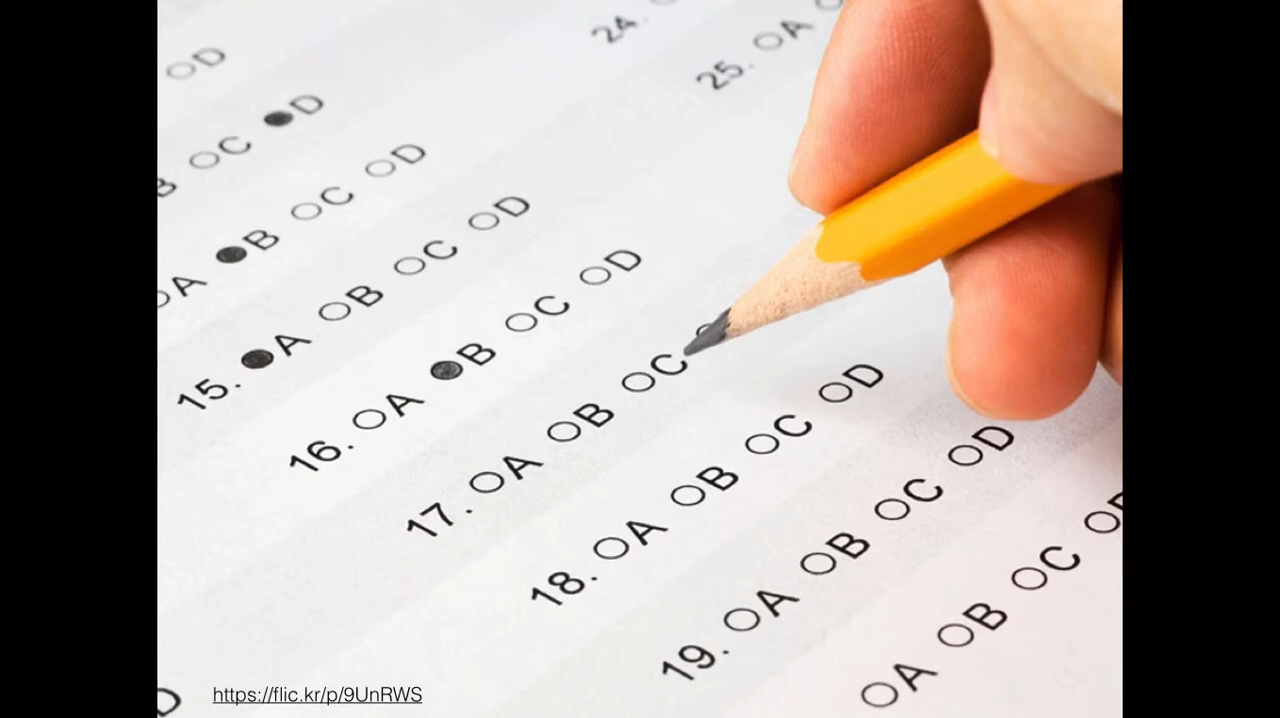 ○D
B ○C ●D
○A ●B ○C ○D
15. ●A ○B ○C ○D
16. ○A ●B ○C ○D
17. ○A ○B ○C
18. ○A ○B ○C ○D
19. ○A ○B ○C ○D
○A ○B ○C ○D
24.
25. ○A
D
https://flic.kr/p/9UnRWS